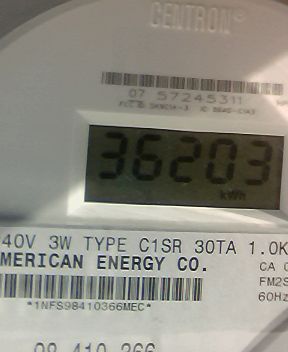 CENTRON
07 57245311
36203
kWh
40V 3W TYPE C1SR 30TA 1.0K
MERICAN ENERGY CO.
CA 0
FM2S
60Hz
*1NFS98410366MEC*